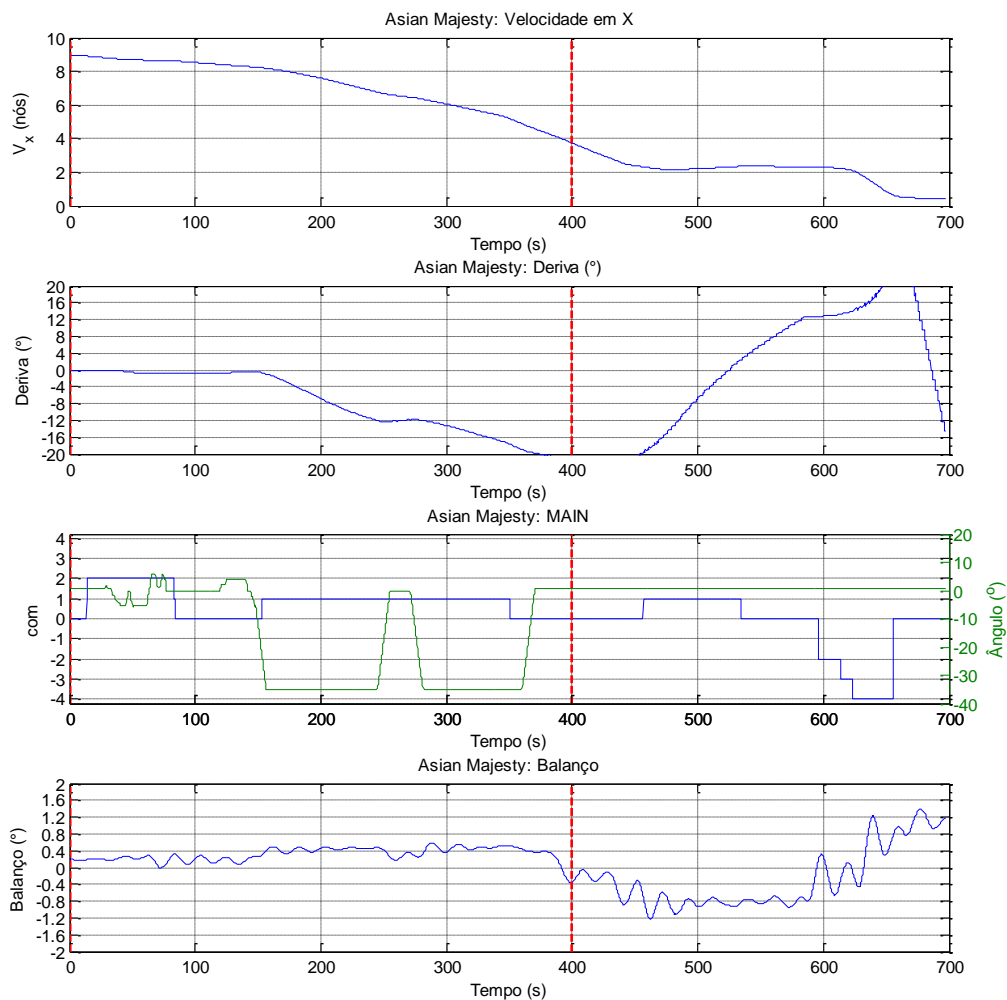 Asian Majesty: Velocidade em X
10
8
6
4
2
0
V x (nós)
0 100 200 300 400 500 600 700
Tempo (s)
Asian Majesty: Deriva (°)
20
16
12
8
4
0
-4
-8
-12
-16
-20
Deriva (°)
0 100 200 300 400 500 600 700
Tempo (s)
Asian Majesty: MAIN
4
3
2
1
0
-1
-2
-3
-4
com
20
10
0
-10
-20
-30
-40
Ângulo (º)
0 100 200 300 400 500 600 700
Tempo (s)
Asian Majesty: Balanço
2
1.6
1.2
0.8
0.4
0
-0.4
-0.8
-1.2
-1.6
-2
Balanço (°)
0 100 200 300 400 500 600 700
Tempo (s)